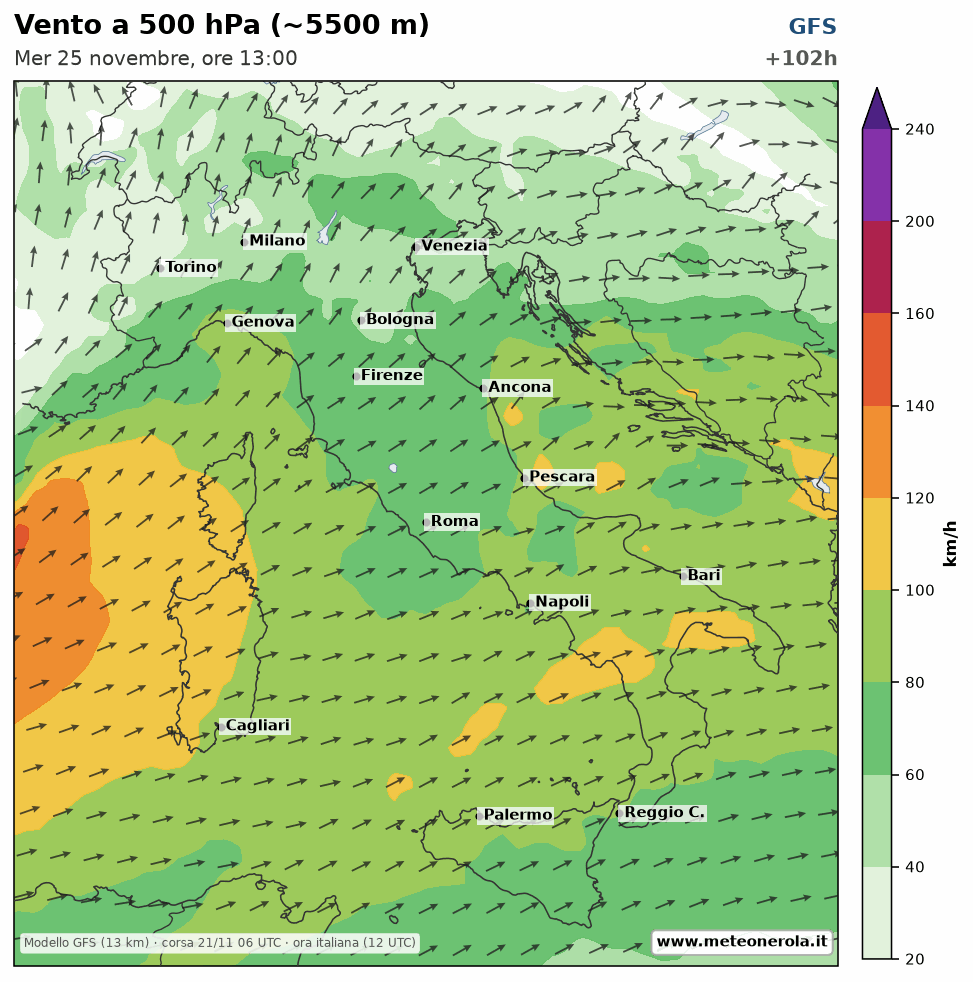 Vento a 500 hPa (~5500 m)
GFS
Mer 25 novembre, ore 13:00
+102h
Milano
Venezia
Torino
Genova
Bologna
Firenze
Ancona
Pescara
Roma
Bari
Napoli
Cagliari
Palermo
Reggio C.
240
220
200
160
140
120
100
80
60
40
20
km/h
Modello GFS (13 km) · corsa 21/11 06 UTC · ora italiana (12 UTC)
www.meteonerola.it